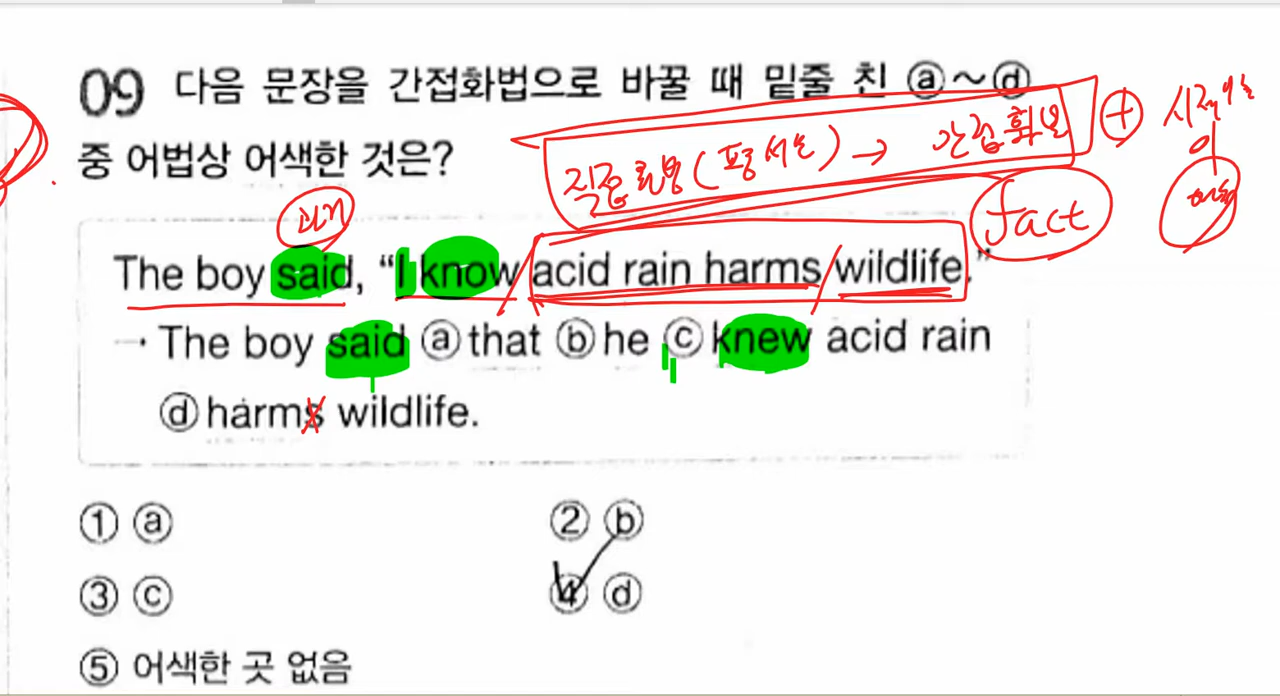 09 다음 문장을 간접화법으로 바꿀 때 밑줄 친 ⓐ~ⓓ
중 어법상 어색한 것은?
직접화법(평서문) → 간접화법 +
과거
fact
The boy said, “I know acid rain harms wildlife.”
→ The boy said ⓐ that ⓑ he ⓒ knew acid rain
ⓓ harms wildlife.
① ⓐ
② ⓑ
③ ⓒ
④ ⓓ
⑤ 어색한 곳 없음